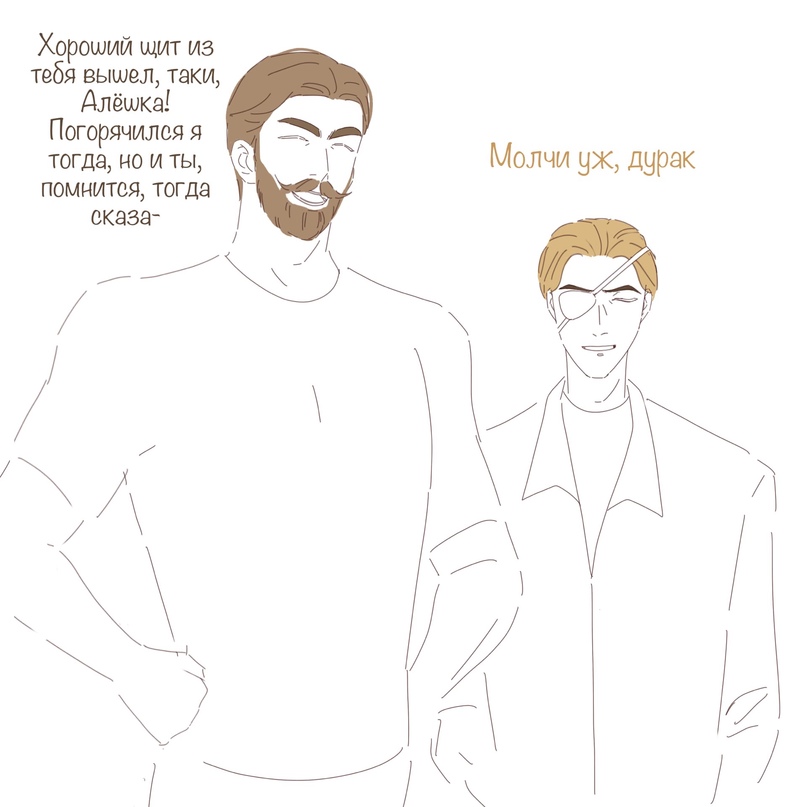 Хороший щит из
тебя вышел, таки,
Алёшка!
Погорячился я
тогда, но и ты,
помнится, тогда
сказа-
Молчи уж, дурак